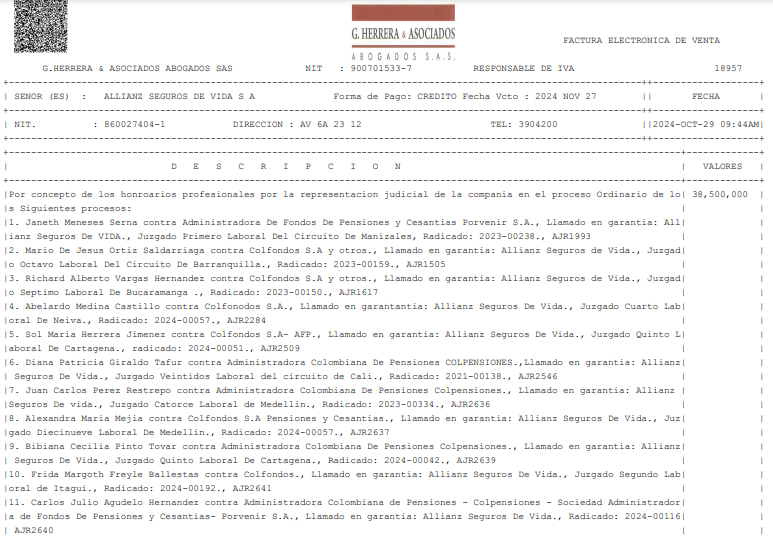 G. HERRERA & ASOCIADOS
ABOGADOS S.A.S.
FACTURA ELECTRONICA DE VENTA
G.HERRERA & ASOCIADOS ABOGADOS SAS NIT : 900701533-7 RESPONSABLE DE IVA 18957
SENOR (ES) : ALLIANZ SEGUROS DE VIDA S A Forma de Pago: CREDITO Fecha Vcto : 2024 NOV 27 || FECHA
NIT. : 860027404-1 DIRECCION : AV 6A 23 12 TEL: 3904200 ||2024-OCT-29 09:44AM|
| D E S C R I P C I O N | VALORES |
|Por concepto de los honroarios profesionales por la representacion judicial de la compania en el proceso Ordinario de lo| 38,500,000 |
|s Siguientes procesos: | |
|1. Janeth Meneses Serna contra Administradora De Fondos De Pensiones y Cesantias Porvenir S.A., Llamado en garantia: All| |
|ianz Seguros De VIDA., Juzgado Primero Laboral Del Circuito De Manizales, Radicado: 2023-00238., AJR1993 | |
|2. Mario De Jesus Ortiz Saldarriaga contra Colfondos S.A y otros., Llamado en garantia: Allianz Seguros de Vida., Juzgad| |
|o Octavo Laboral Del Circuito De Barranquilla., Radicado: 2023-00159., AJR1505 | |
|3. Richard Alberto Vargas Hernandez contra Colfondos S.A y otros., Llamado en garantia: Allianz Seguros de Vida., Juzgad| |
|o Septimo Laboral De Bucaramanga ., Radicado: 2023-00150., AJR1617 | |
|4. Abelardo Medina Castillo contra Colfonodos S.A., Llamado en garantantia: Allianz Seguros De Vida., Juzgado Cuarto Lab| |
|oral De Neiva., Radicado: 2024-00057., AJR2284 | |
|5. Sol Maria Herrera Jimenez contra Colfondos S.A- AFP., Llamado en garantia: Allianz Seguros De Vida., Juzgado Quinto L| |
|aboral De Cartagena., radicado: 2024-00051., AJR2509 | |
|6. Diana Patricia Giraldo Tafur contra Administradora Colombiana De Pensiones COLPENSIONES.,Llamado en garantia: Allianz| |
| Seguros De Vida., Juzgado Veintidos Laboral del circuito de Cali., Radicado: 2021-00138., AJR2546 | |
|7. Juan Carlos Perez Restrepo contra Administradora Colombiana De Pensiones Colpensiones., Llamado en garantia: Allianz | |
|Seguros De vida., Juzgado Catorce Laboral de Medellin., Radicado: 2023-00334., AJR2636 | |
|8. Alexandra Maria Mejia contra Colfondos S.A Pensiones y Cesantias., Llamado en garantia: Allianz Seguros De Vida., Juz| |
|gado Diecinueve Laboral De Medellin., Radicado: 2024-00057., AJR2637 | |
|9. Bibiana Cecilia Pinto Tovar contra Administradora Colombiana De Pensiones Colpensiones., Llamado en garantia: Allianz| |
| Seguros De Vida., Juzgado Quinto Laboral De Cartagena., Radicado: 2024-00042., AJR2639 | |
|10. Frida Margoth Freyle Ballestas contra Colfondos., Llamado en garantia: Allianz Seguros De Vida., Juzgado Segundo Lab| |
|oral de Itagui., Radicado: 2024-00192., AJR2641 | |
|11. Carlos Julio Agudelo Hernandez contra Administradora Colombiana de Pensiones - Colpensiones - Sociedad Administrador| |
|a de Fondos De Pensiones y Cesantias- Porvenir S.A., Llamado en garantia: Allianz Seguros De Vida., Radicado: 2024-00116| |
| AJR2640 | |